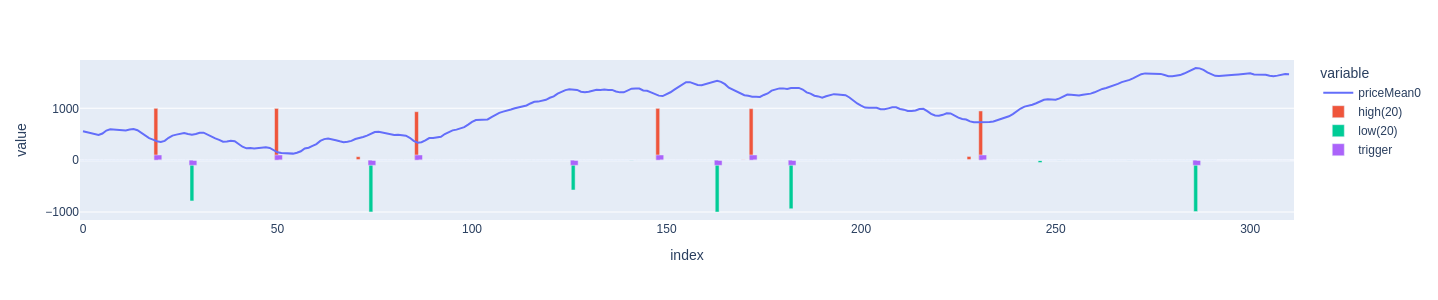 value
1000
0
−1000
0
50
100
150
200
250
300
index
variable
priceMean0
high(20)
low(20)
trigger